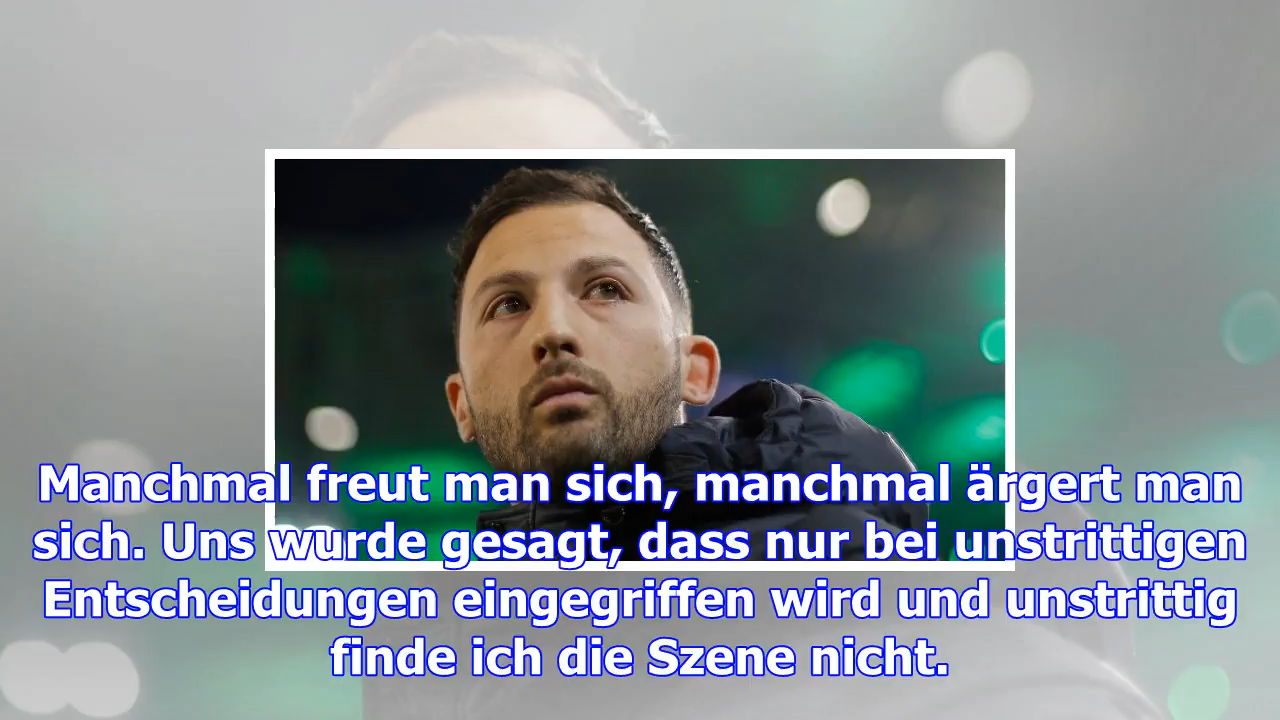 Manchmal freut man sich, manchmal ärgert man
sich. Uns wurde gesagt, dass nur bei unstrittigen
Entscheidungen eingegriffen wird und unstrittig
finde ich die Szene nicht.